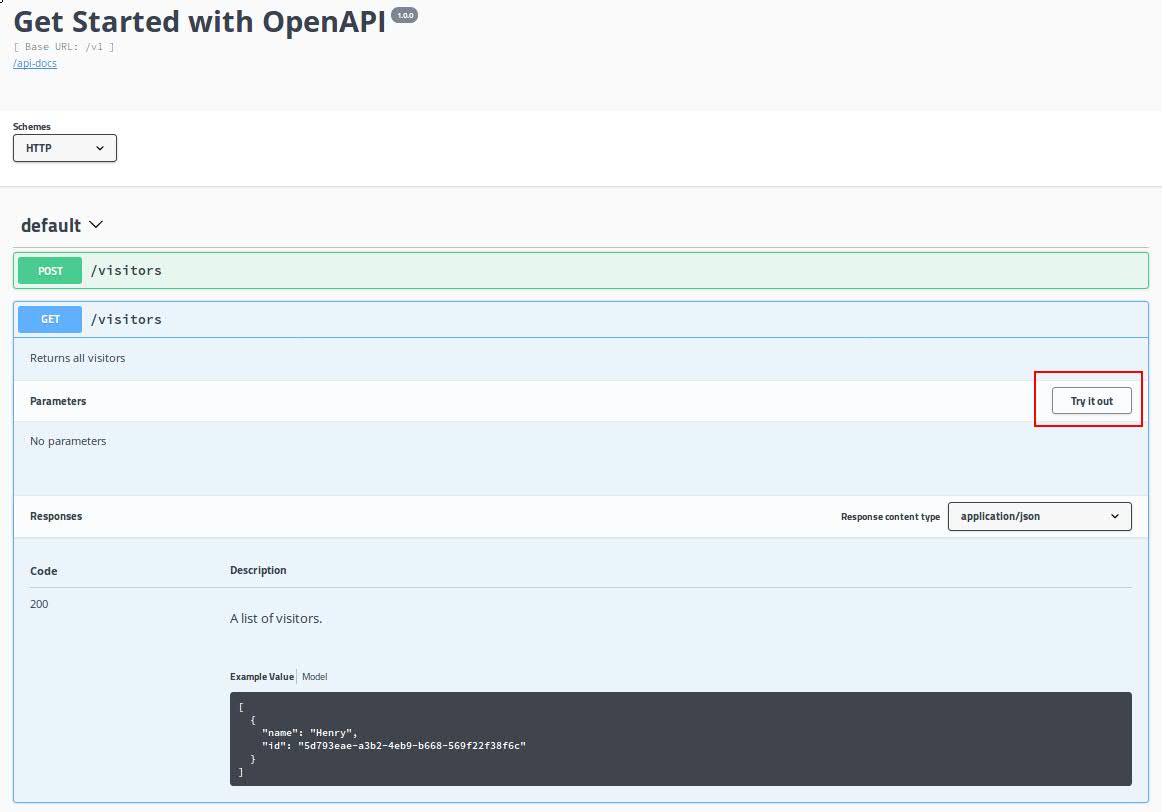 Get Started with OpenAPI 1.0.0
[ Base URL: /v1 ]
/api-docs
Schemes
HTTP
default
POST /visitors
GET /visitors
Returns all visitors
Parameters Try it out
No parameters
Responses Response content type application/json
Code Description
200
A list of visitors.
Example Value Model
[
  {
    "name": "Henry",
    "id": "5d793eae-a3b2-4eb9-b668-569f22f38f6c"
  }
]